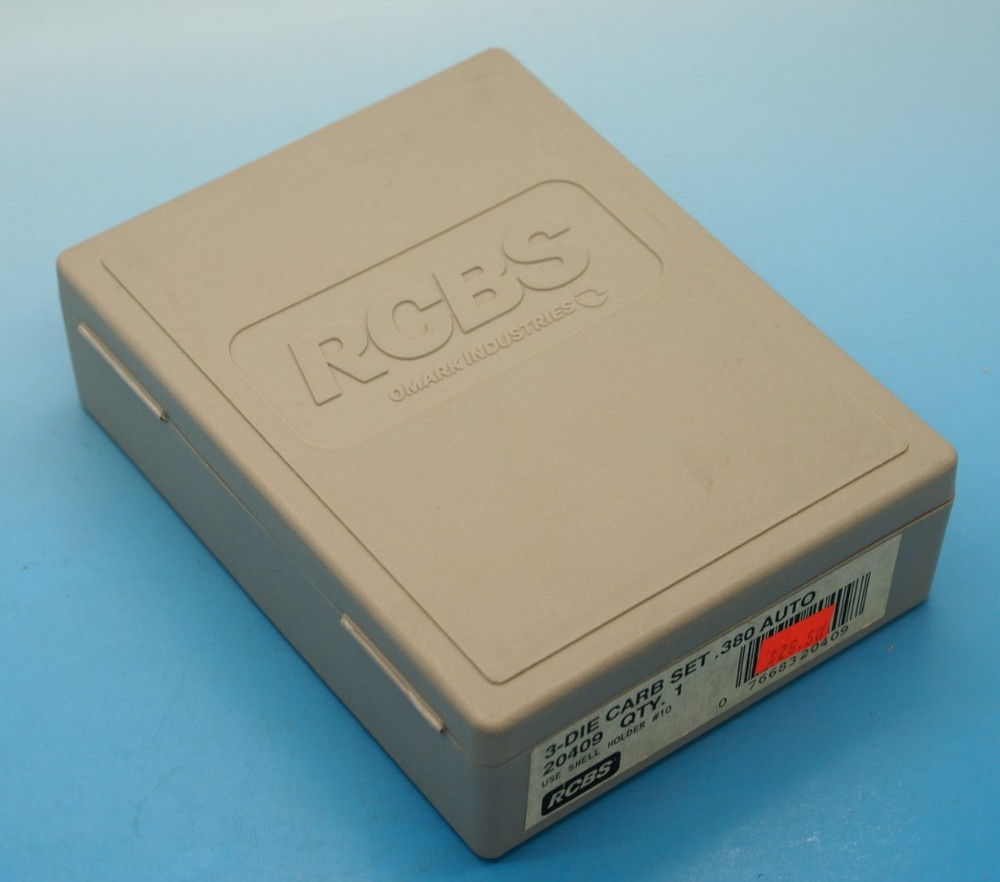 RCBS
OMARK INDUSTRIES
3-DIE CARB SET .380 AUTO
20409 QTY. 1
USE SHELL HOLDER #10
RCBS
$26.50
0 76683 20409